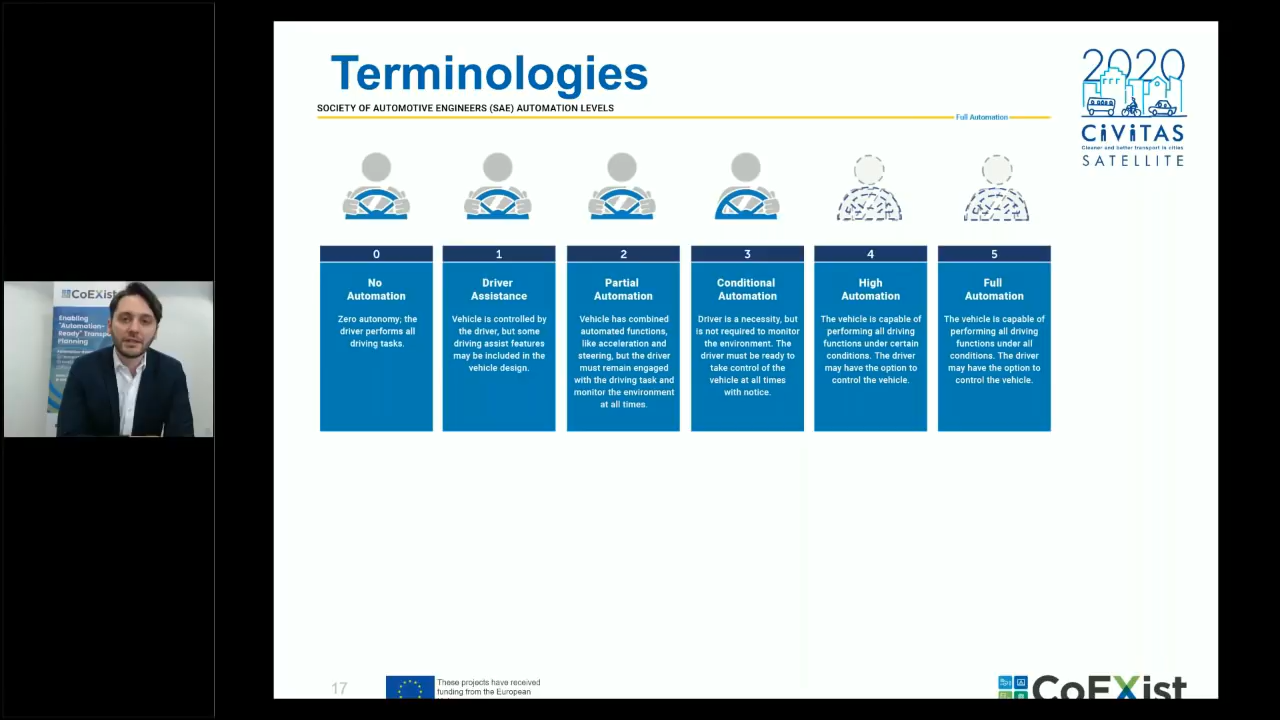 Terminologies
SOCIETY OF AUTOMOTIVE ENGINEERS (SAE) AUTOMATION LEVELS
Full Automation
2020
CiViTAS
Cleaner and better transport in cities
SATELLITE
0
No
Automation
Zero autonomy; the
driver performs all
driving tasks.
1
Driver
Assistance
Vehicle is controlled by
the driver, but some
driving assist features
may be included in the
vehicle design.
2
Partial
Automation
Vehicle has combined
automated functions,
like acceleration and
steering, but the driver
must remain engaged
with the driving task and
monitor the environment
at all times.
3
Conditional
Automation
Driver is a necessity, but
is not required to monitor
the environment. The
driver must be ready to
take control of the
vehicle at all times
with notice.
4
High
Automation
The vehicle is capable of
performing all driving
functions under certain
conditions. The driver
may have the option to
control the vehicle.
5
Full
Automation
The vehicle is capable of
performing all driving
functions under all
conditions. The driver
may have the option to
control the vehicle.
CoEXist
Enabling
"Automation-
Ready"
Planning
17
These projects have received
funding from the European
CoEXist